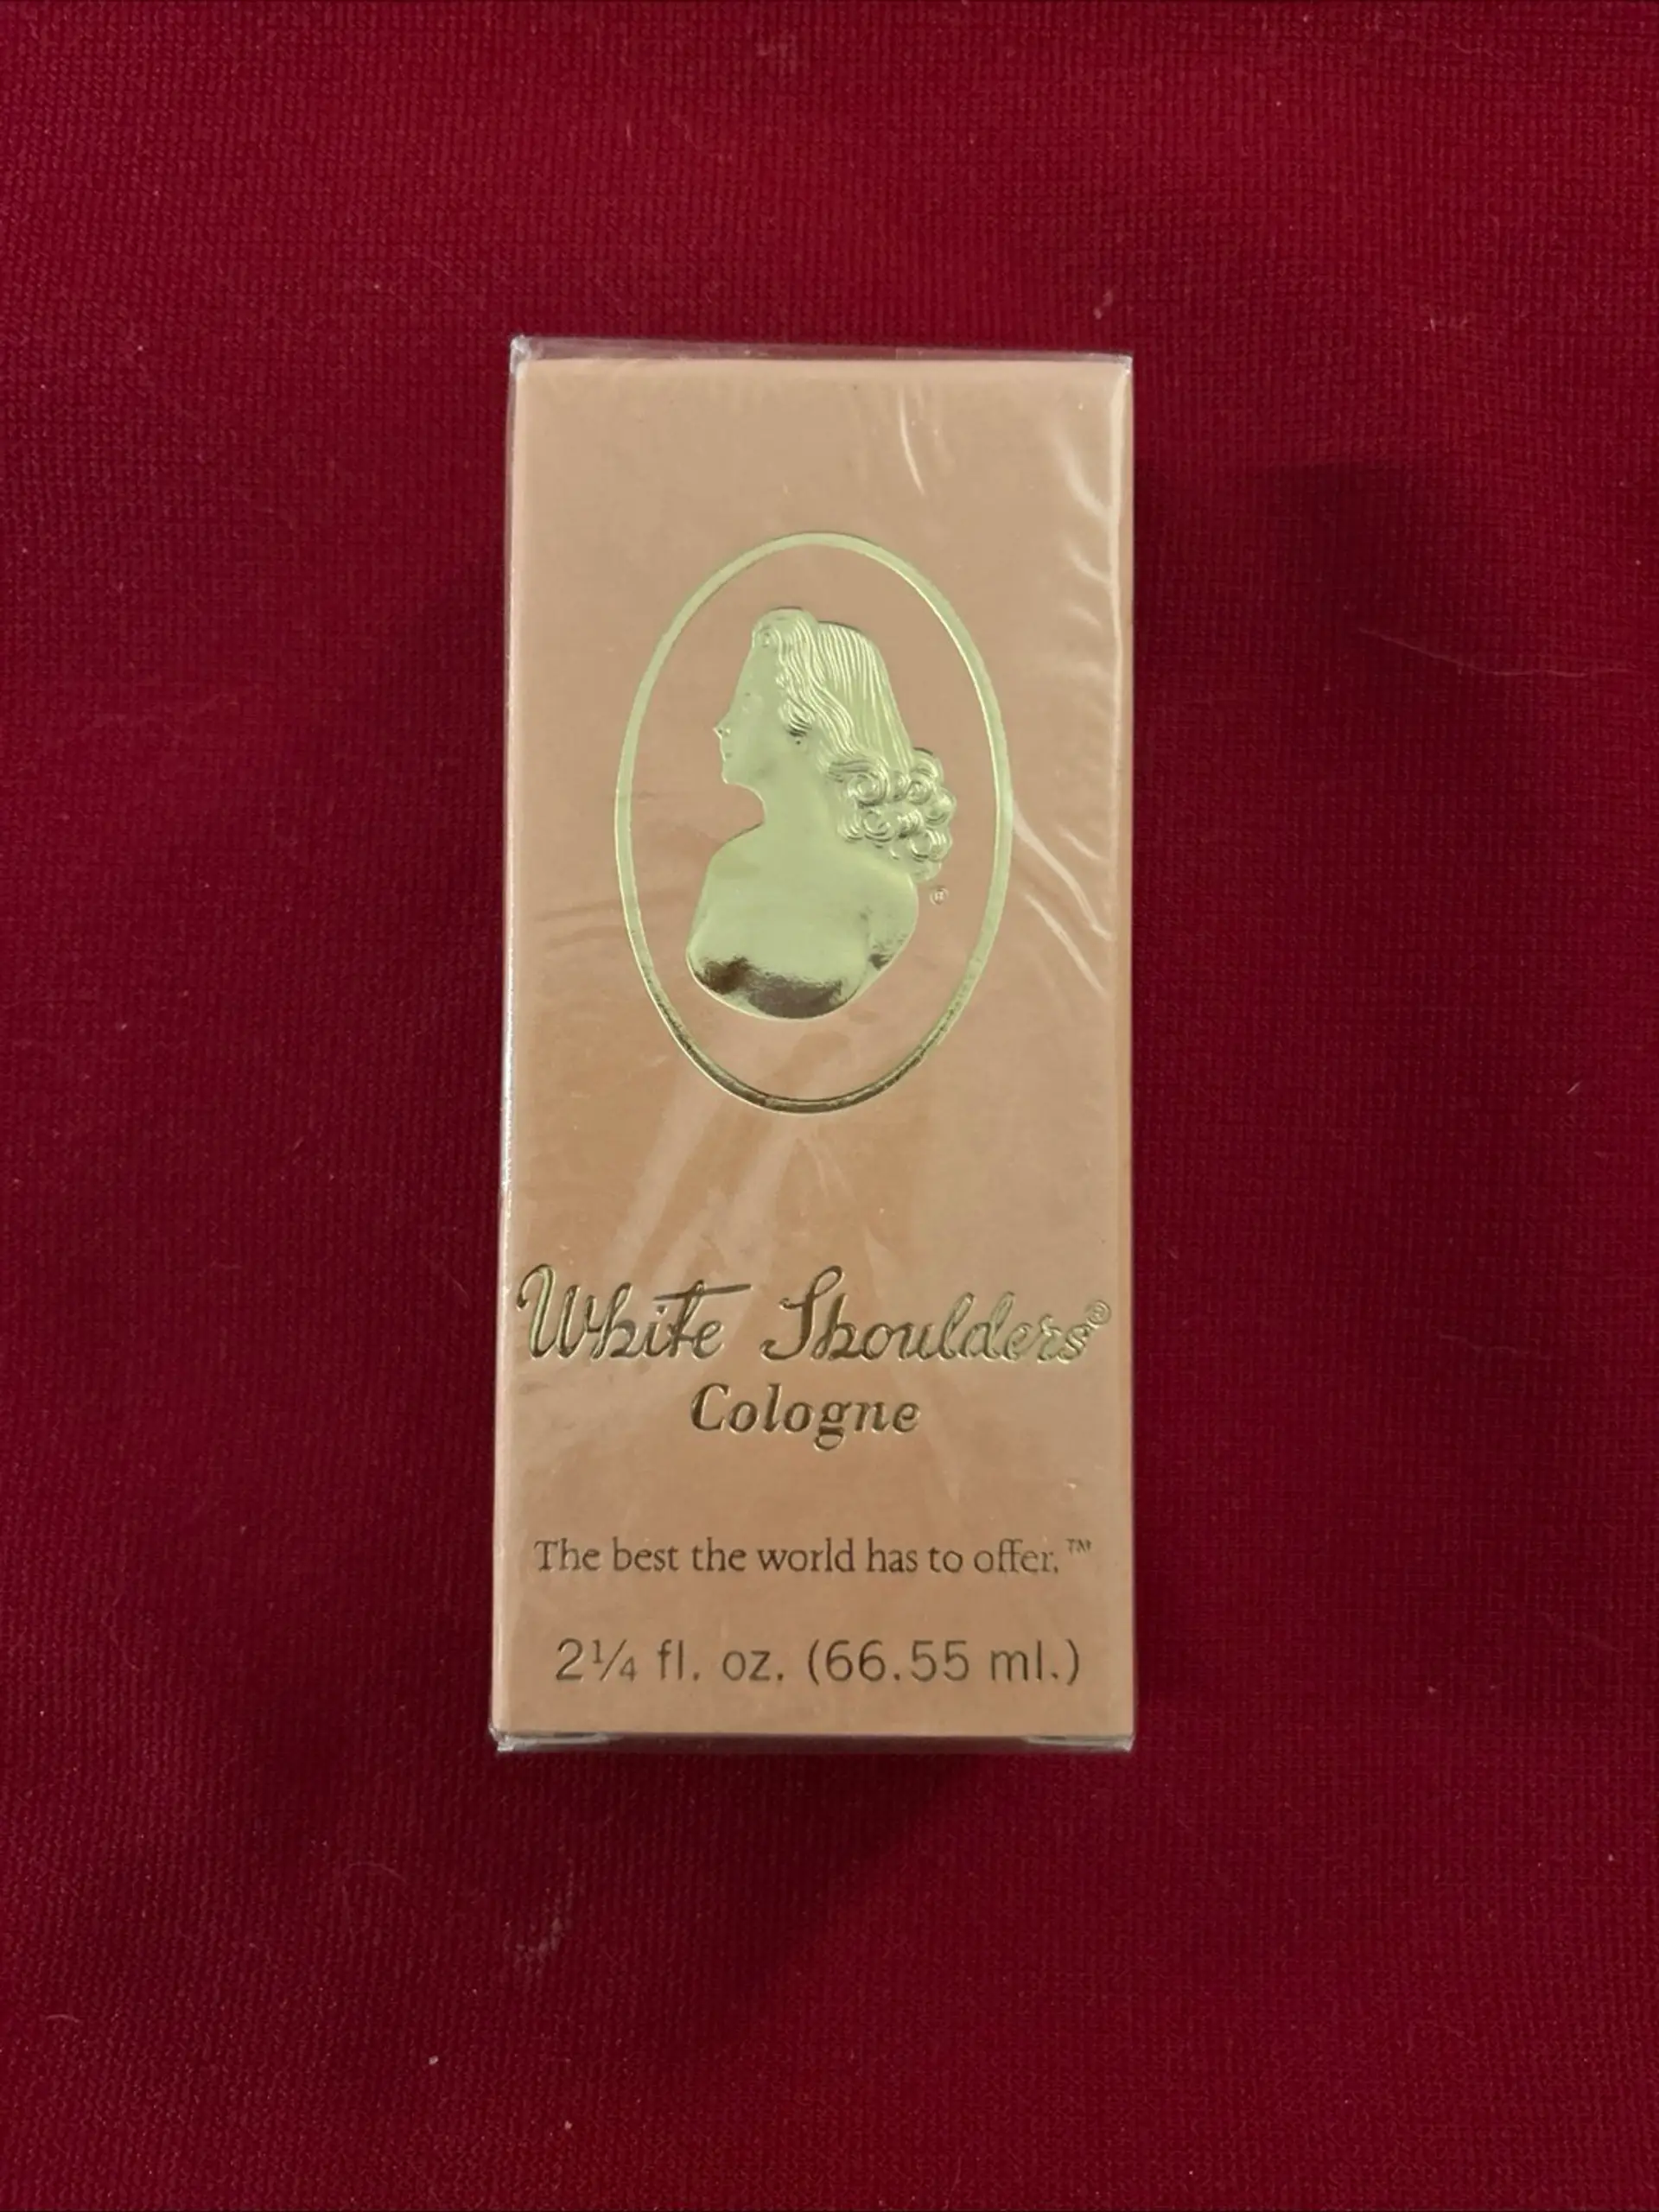 ®
White Shoulders®
Cologne
The best the world has to offer.™
2¼ fl. oz. (66.55 ml.)